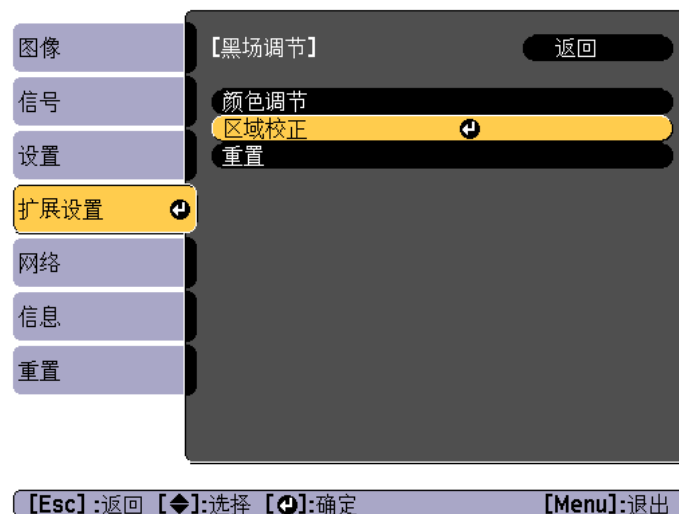 图像
信号
设置
扩展设置
网络
信息
重置
[黑场调节]
返回
颜色调节
区域校正
重置
[Esc] :返回 [◆]:选择 [⏎]:确定 [Menu]:退出